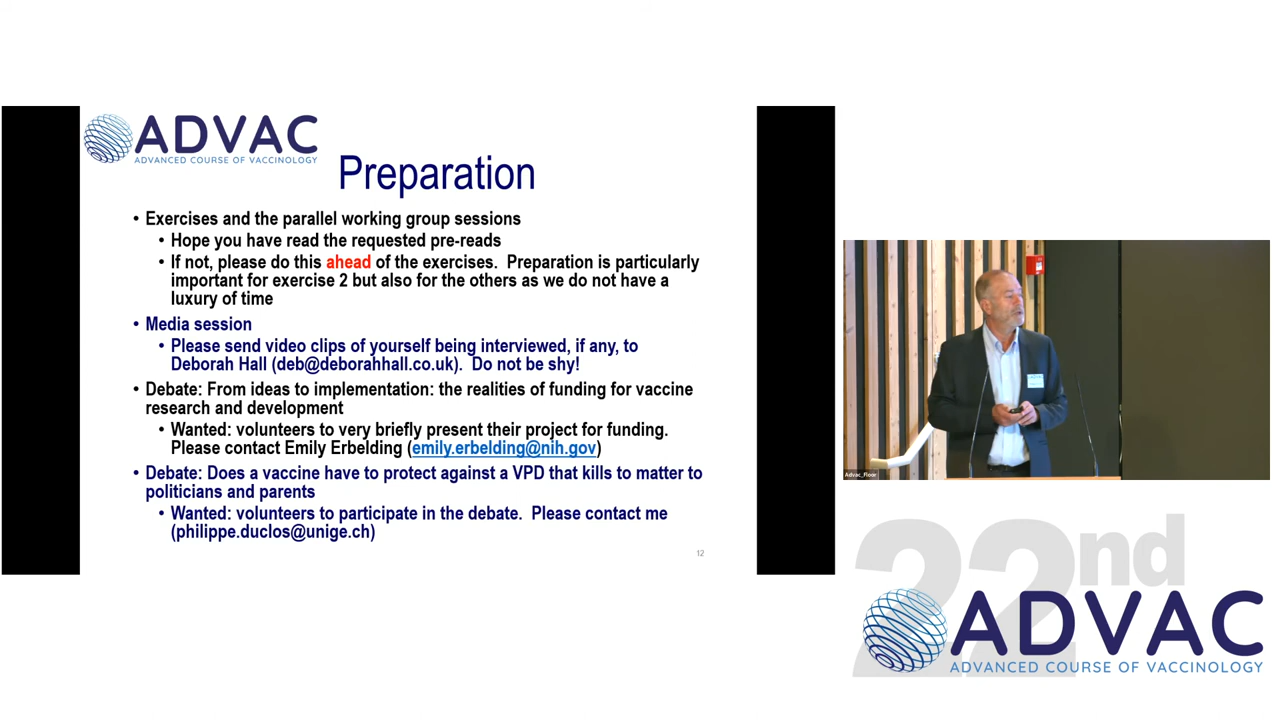 ADVAC
ADVANCED COURSE OF VACCINOLOGY
Preparation
• Exercises and the parallel working group sessions
• Hope you have read the requested pre-reads
• If not, please do this ahead of the exercises. Preparation is particularly
important for exercise 2 but also for the others as we do not have a
luxury of time
• Media session
• Please send video clips of yourself being interviewed, if any, to
Deborah Hall (deb@deborahhall.co.uk). Do not be shy!
• Debate: From ideas to implementation: the realities of funding for vaccine
research and development
• Wanted: volunteers to very briefly present their project for funding.
Please contact Emily Erbelding (emily.erbelding@nih.gov)
• Debate: Does a vaccine have to protect against a VPD that kills to matter to
politicians and parents
• Wanted: volunteers to participate in the debate. Please contact me
(philippe.duclos@unige.ch)
12
Advac_Floor
22nd
ADVAC
ADVANCED COURSE OF VACCINOLOGY